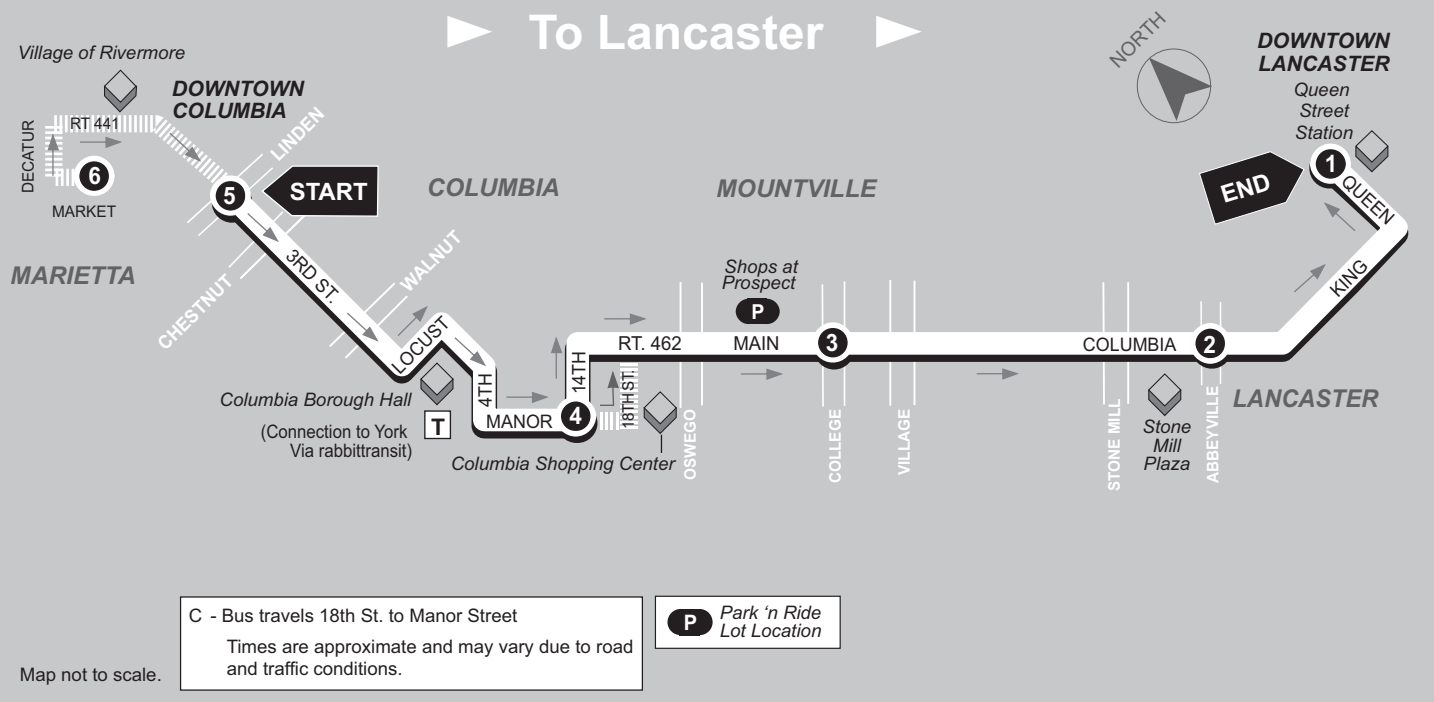 To Lancaster
Village of Rivermore
DOWNTOWN
COLUMBIA
RT 441
DECATUR
6
MARKET
LINDEN
5
START
MARIETTA
CHESTNUT
3RD ST.
WALNUT
COLUMBIA
LOCUST
Columbia Borough Hall
(Connection to York
Via rabbittransit)
T
4TH
MANOR
4
14TH
18TH ST.
Columbia Shopping Center
RT. 462
OSWEGO
MOUNTVILLE
Shops at
Prospect
P
MAIN
3
COLLEGE
VILLAGE
COLUMBIA
STONE MILL
Stone
Mill
Plaza
2
ABBEYVILLE
LANCASTER
KING
QUEEN
1
END
NORTH
DOWNTOWN
LANCASTER
Queen
Street
Station
C - Bus travels 18th St. to Manor Street
Times are approximate and may vary due to road
and traffic conditions.
P
Park ‘n Ride
Lot Location
Map not to scale.